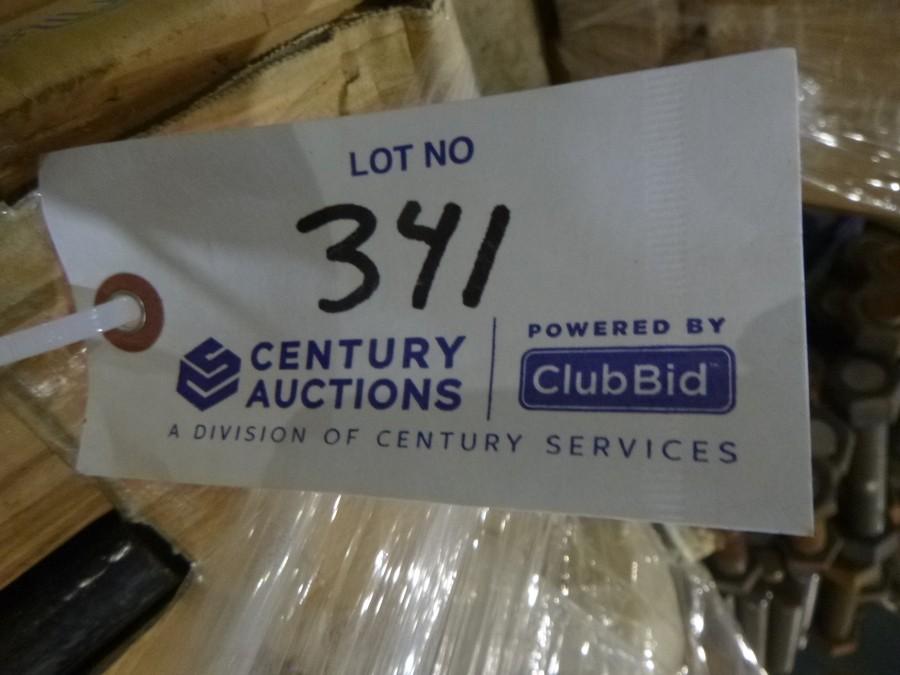 LOT NO
341
CENTURY
AUCTIONS
POWERED BY
ClubBid™
A DIVISION OF CENTURY SERVICES